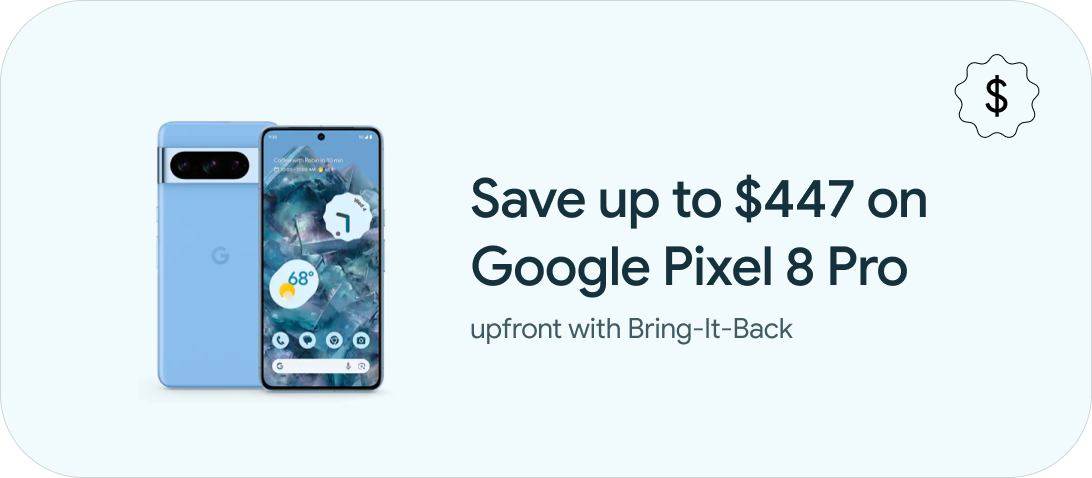 $
Save up to $447 on
Google Pixel 8 Pro
upfront with Bring-It-Back
68°
G
G